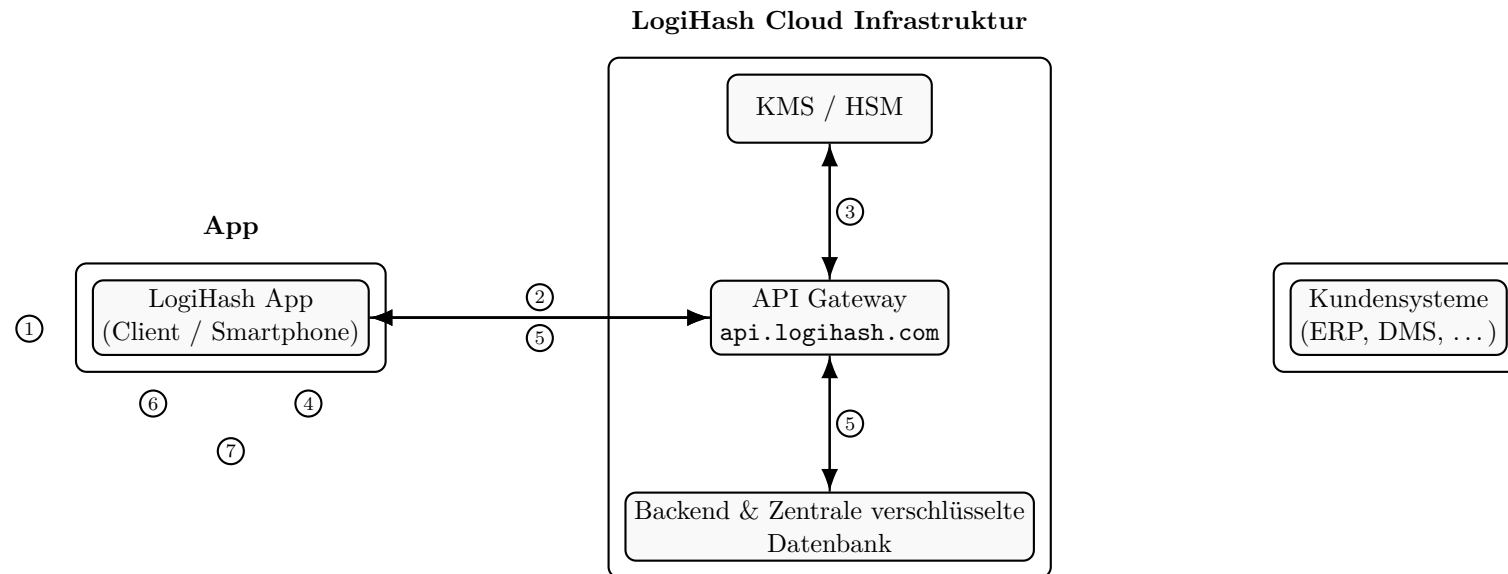 LogiHash Cloud Infrastruktur
KMS / HSM
3
App
LogiHash App
(Client / Smartphone)
1
2
5
API Gateway
api.logihash.com
Kundensysteme
(ERP, DMS, ...)
6
4
7
5
Backend & Zentrale verschlüsselte
Datenbank